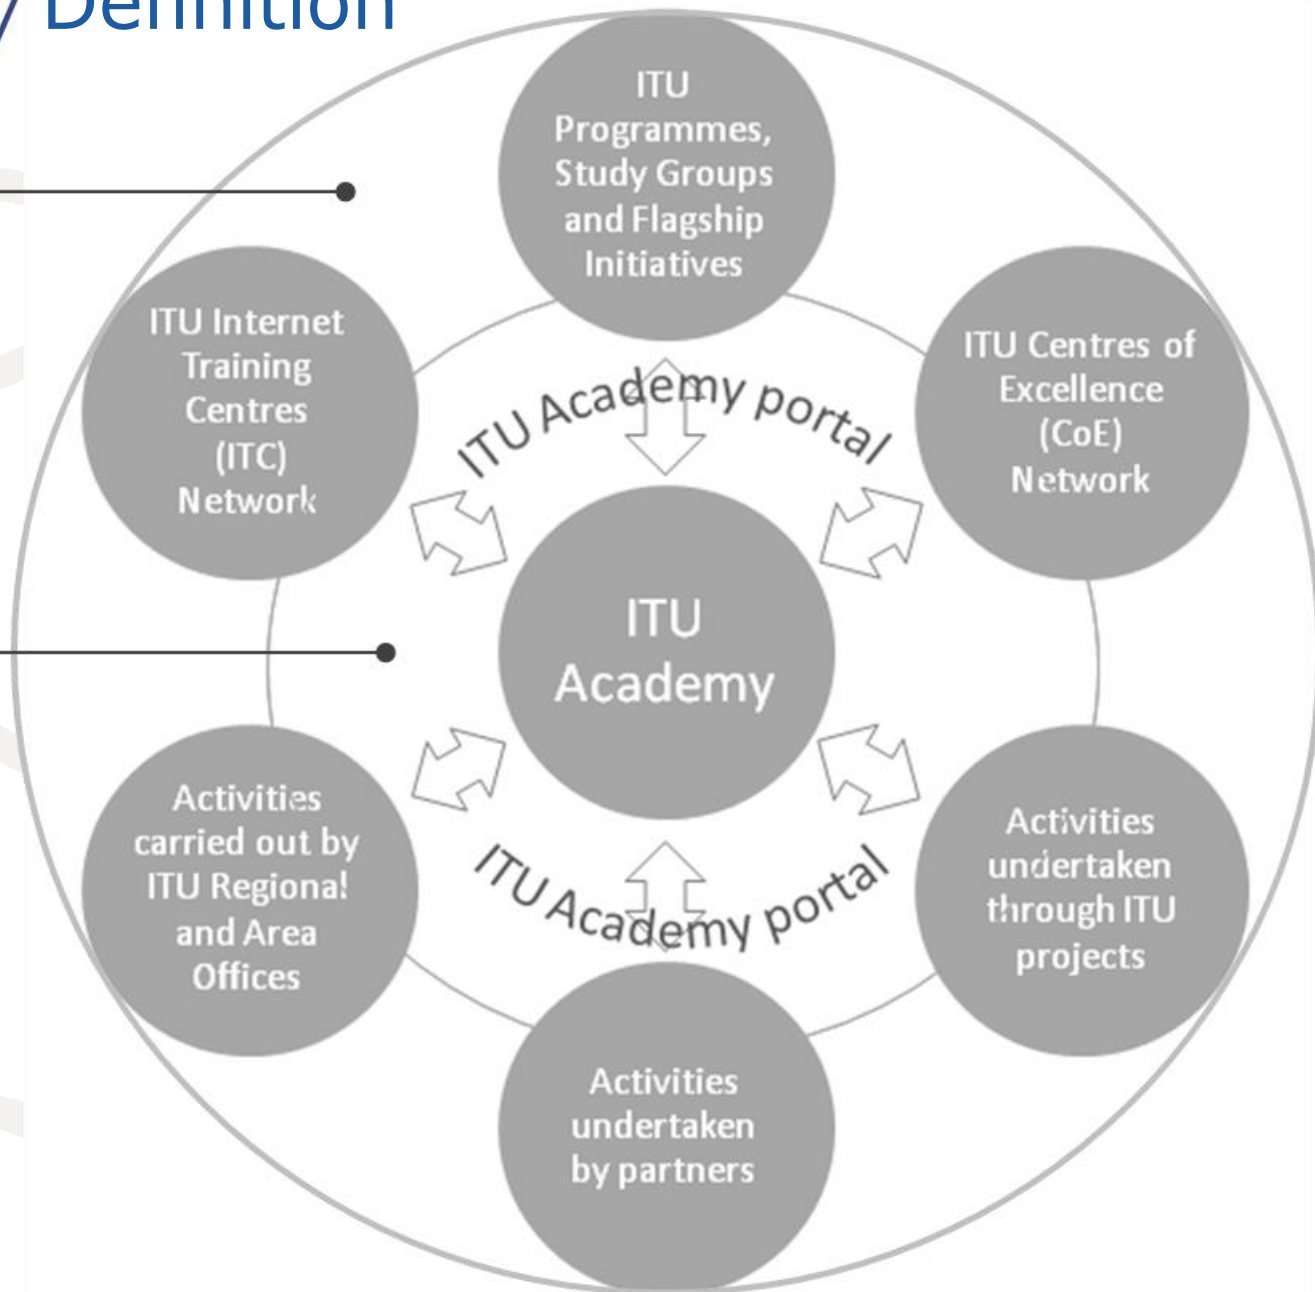 Definition
ITU
Programmes,
Study Groups
and Flagship
Initiatives
ITU Internet
Training
Centres
(ITC)
Network
ITU Centres of
Excellence
(CoE)
Network
ITU Academy portal
ITU
Academy
Activities
carried out by
ITU Regional
and Area
Offices
Activities
undertaken
through ITU
projects
ITU Academy portal
Activities
undertaken
by partners